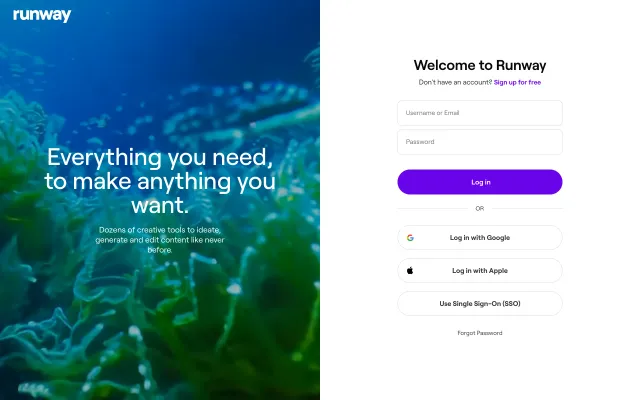 runway
Everything you need,
to make anything you
want.
Dozens of creative tools to ideate,
generate and edit content like never
before.
Welcome to Runway
Don't have an account? Sign up for free
Username or Email
Password
Log in
OR
Log in with Google
Log in with Apple
Use Single Sign-On (SSO)
Forgot Password